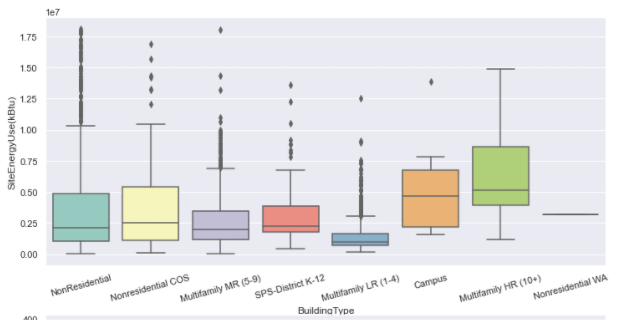 1e7
1.75
1.50
1.25
1.00
0.75
0.50
0.25
0.00
SiteEnergyUse(kBtu)
NonResidential
Nonresidential COS
Multifamily MR (5-9)
SPS-District K-12
Multifamily LR (1-4)
Campus
Multifamily HR (10+)
Nonresidential WA
BuildingType
400